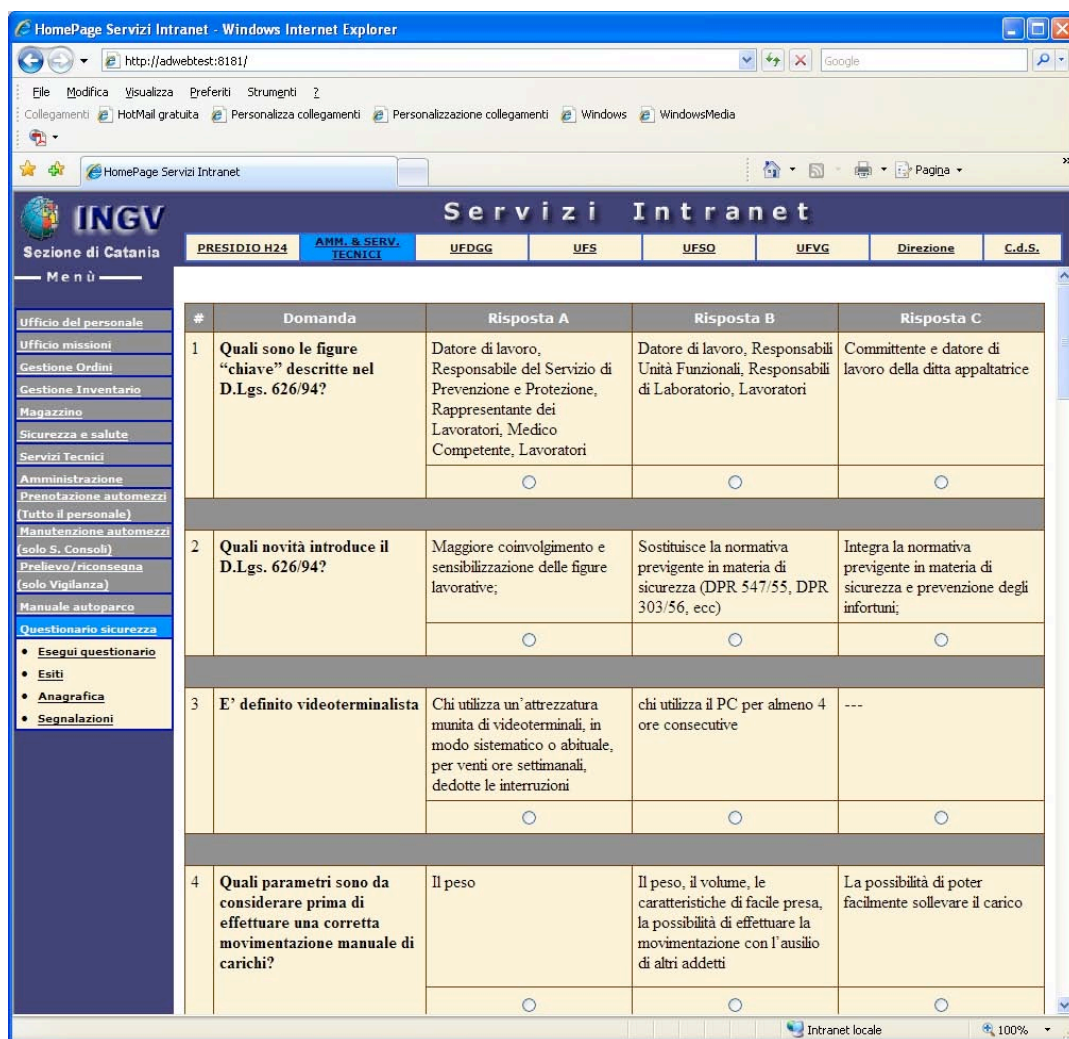 HomePage Servizi Intranet - Windows Internet Explorer
http://adwebtest:8181/
Google
File Modifica Visualizza Preferiti Strumenti ?
Collegamenti HotMail gratuita Personalizza collegamenti Personalizzazione collegamenti Windows WindowsMedia
HomePage Servizi Intranet
Pagina
INGV
Sezione di Catania
Servizi Intranet
PRESIDIO H24
AMM. & SERV.
TECNICI
UFDGG
UFS
UFSO
UFVG
Direzione
C.d.S.
Menù
Ufficio del personale
Ufficio missioni
Gestione Ordini
Gestione Inventario
Magazzino
Sicurezza e salute
Servizi Tecnici
Amministrazione
Prenotazione automezzi
(Tutto il personale)
Manutenzione automezzi
(solo S. Consoli)
Prelievo/riconsegna
(solo Vigilanza)
Manuale autoparco
Questionario sicurezza
Esegui questionario
Esiti
Anagrafica
Segnalazioni
# Domanda Risposta A Risposta B Risposta C
1
Quali sono le figure
“chiave” descritte nel
D.Lgs. 626/94?
Datore di lavoro,
Responsabile del Servizio di
Prevenzione e Protezione,
Rappresentante dei
Lavoratori, Medico
Competente, Lavoratori
Datore di lavoro, Responsabili
Unità Funzionali, Responsabili
di Laboratorio, Lavoratori
Committente e datore di
lavoro della ditta appaltatrice
2
Quali novità introduce il
D.Lgs. 626/94?
Maggiore coinvolgimento e
sensibilizzazione delle figure
lavorative;
Sostituisce la normativa
previgente in materia di
sicurezza (DPR 547/55, DPR
303/56, ecc)
Integra la normativa
previgente in materia di
sicurezza e prevenzione degli
infortuni;
3
E’ definito videoterminalista
Chi utilizza un’attrezzatura
munita di videoterminali, in
modo sistematico o abituale,
per venti ore settimanali,
dedotte le interruzioni
chi utilizza il PC per almeno 4
ore consecutive
---
4
Quali parametri sono da
considerare prima di
effettuare una corretta
movimentazione manuale di
carichi?
Il peso
Il peso, il volume, le
caratteristiche di facile presa,
la possibilità di effettuare la
movimentazione con l’ausilio
di altri addetti
La possibilità di poter
facilmente sollevare il carico
Intranet locale
100%